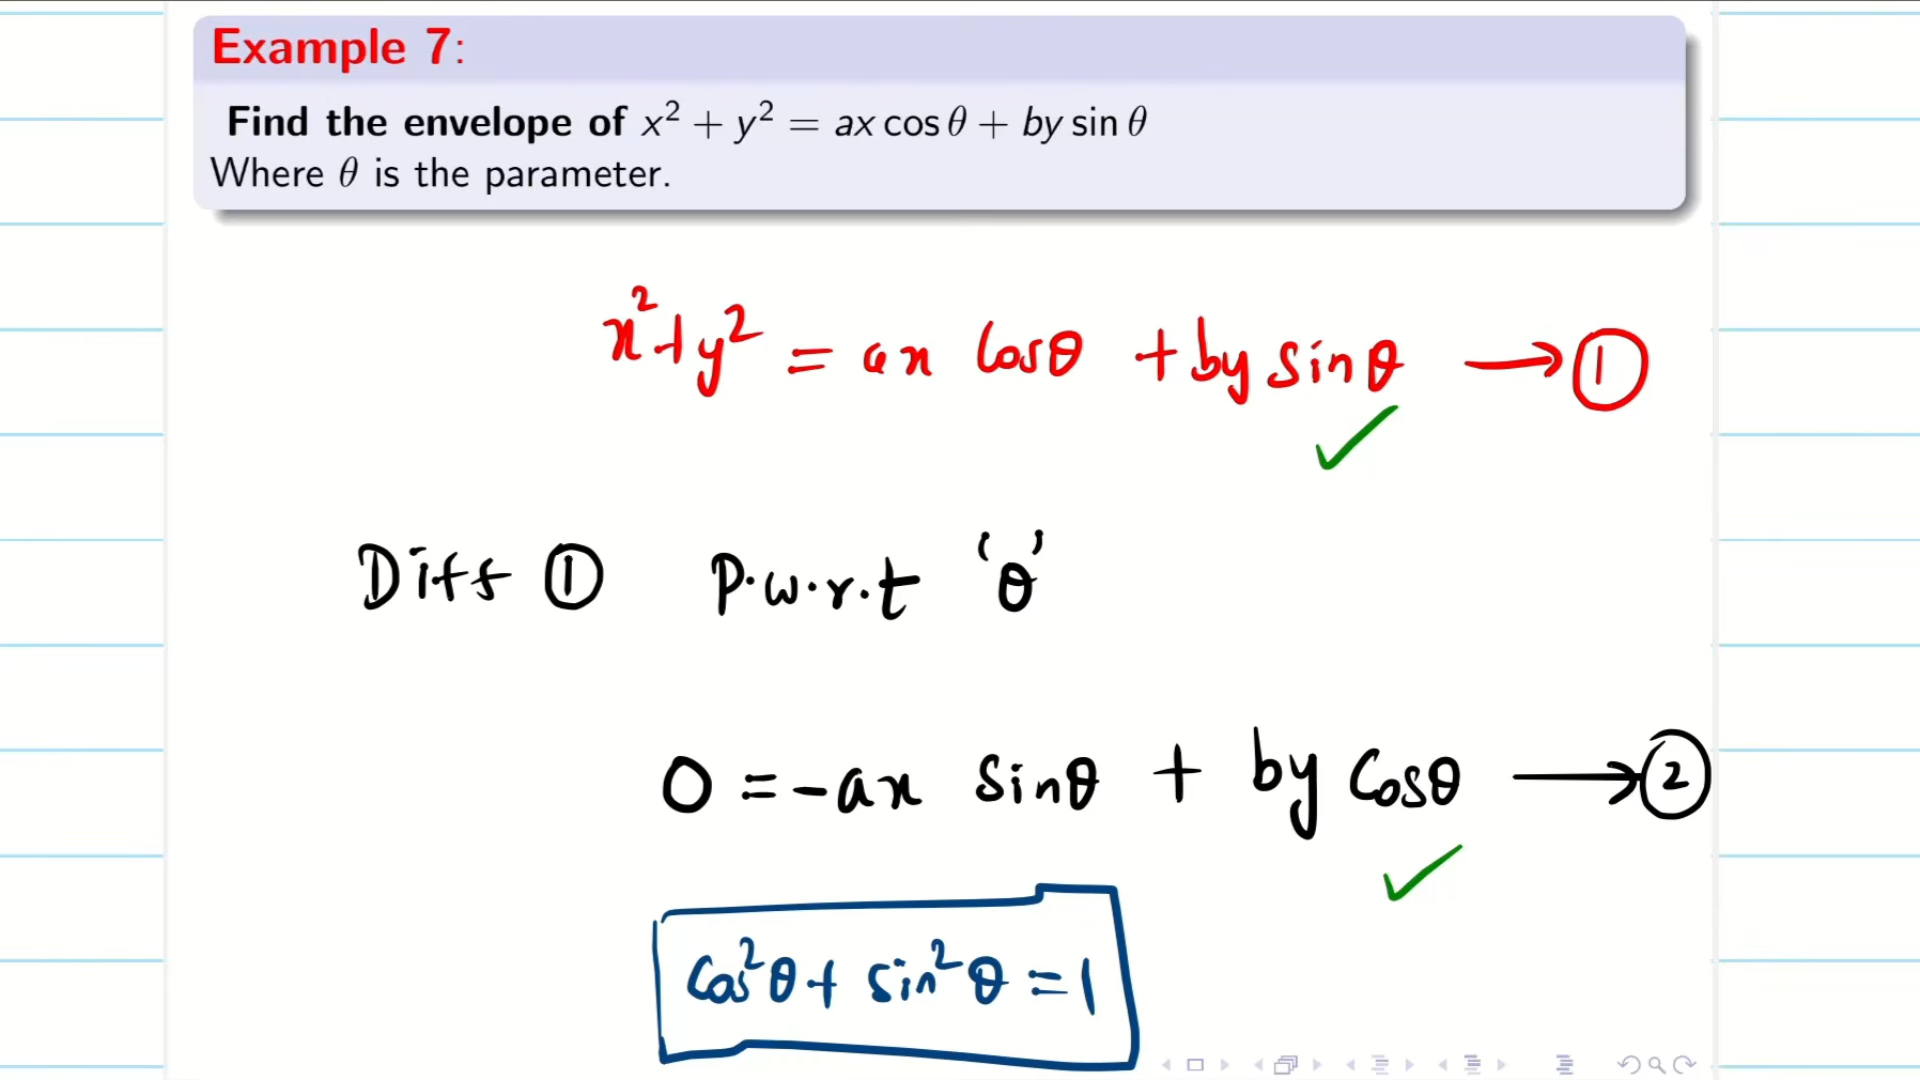 Example 7:
Find the envelope of x² + y² = ax cos θ + by sin θ
Where θ is the parameter.
x² + y² = ax Cosθ + by sinθ → ①
Diff ① P.w.r.t 'θ'
0 = -ax Sinθ + by Cosθ → ②
Cos²θ + sin²θ = 1